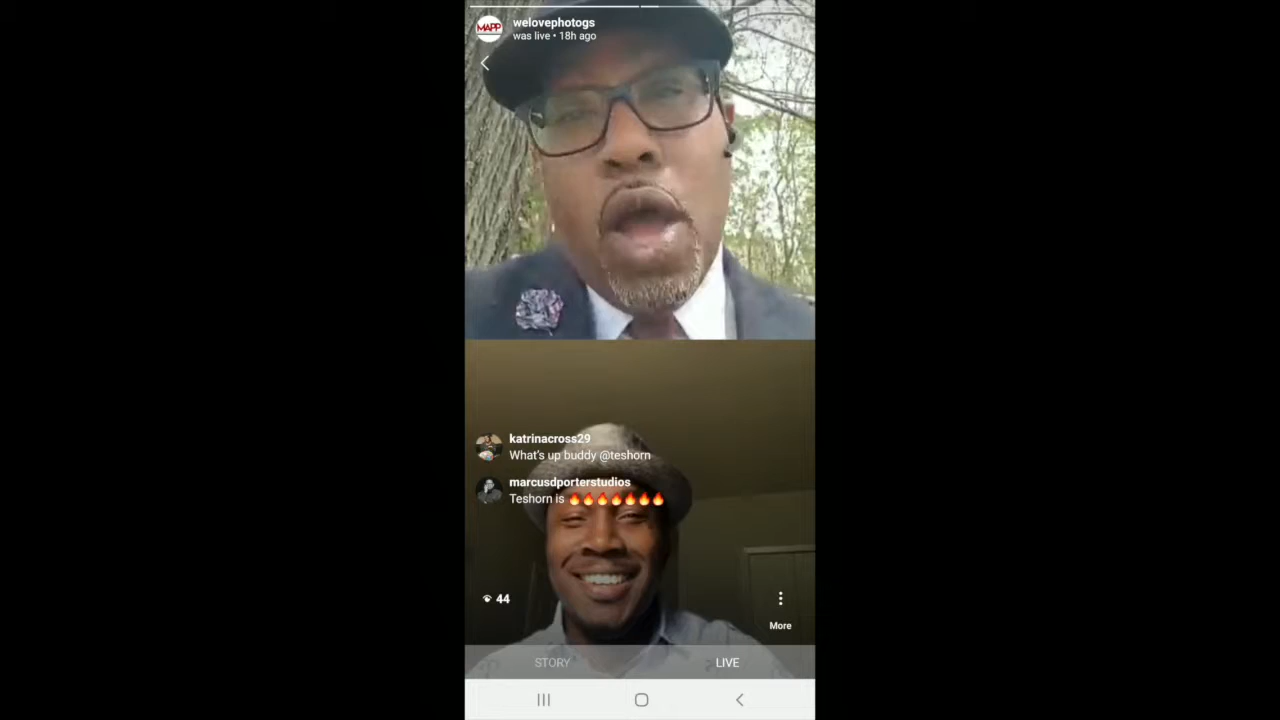 MAPP
welovephotogs
was live • 18h ago
katrinacross29
What's up buddy @teshorn
marcusdporterstudios
Teshorn is 🔥🔥🔥🔥🔥🔥🔥
44
More
STORY
LIVE